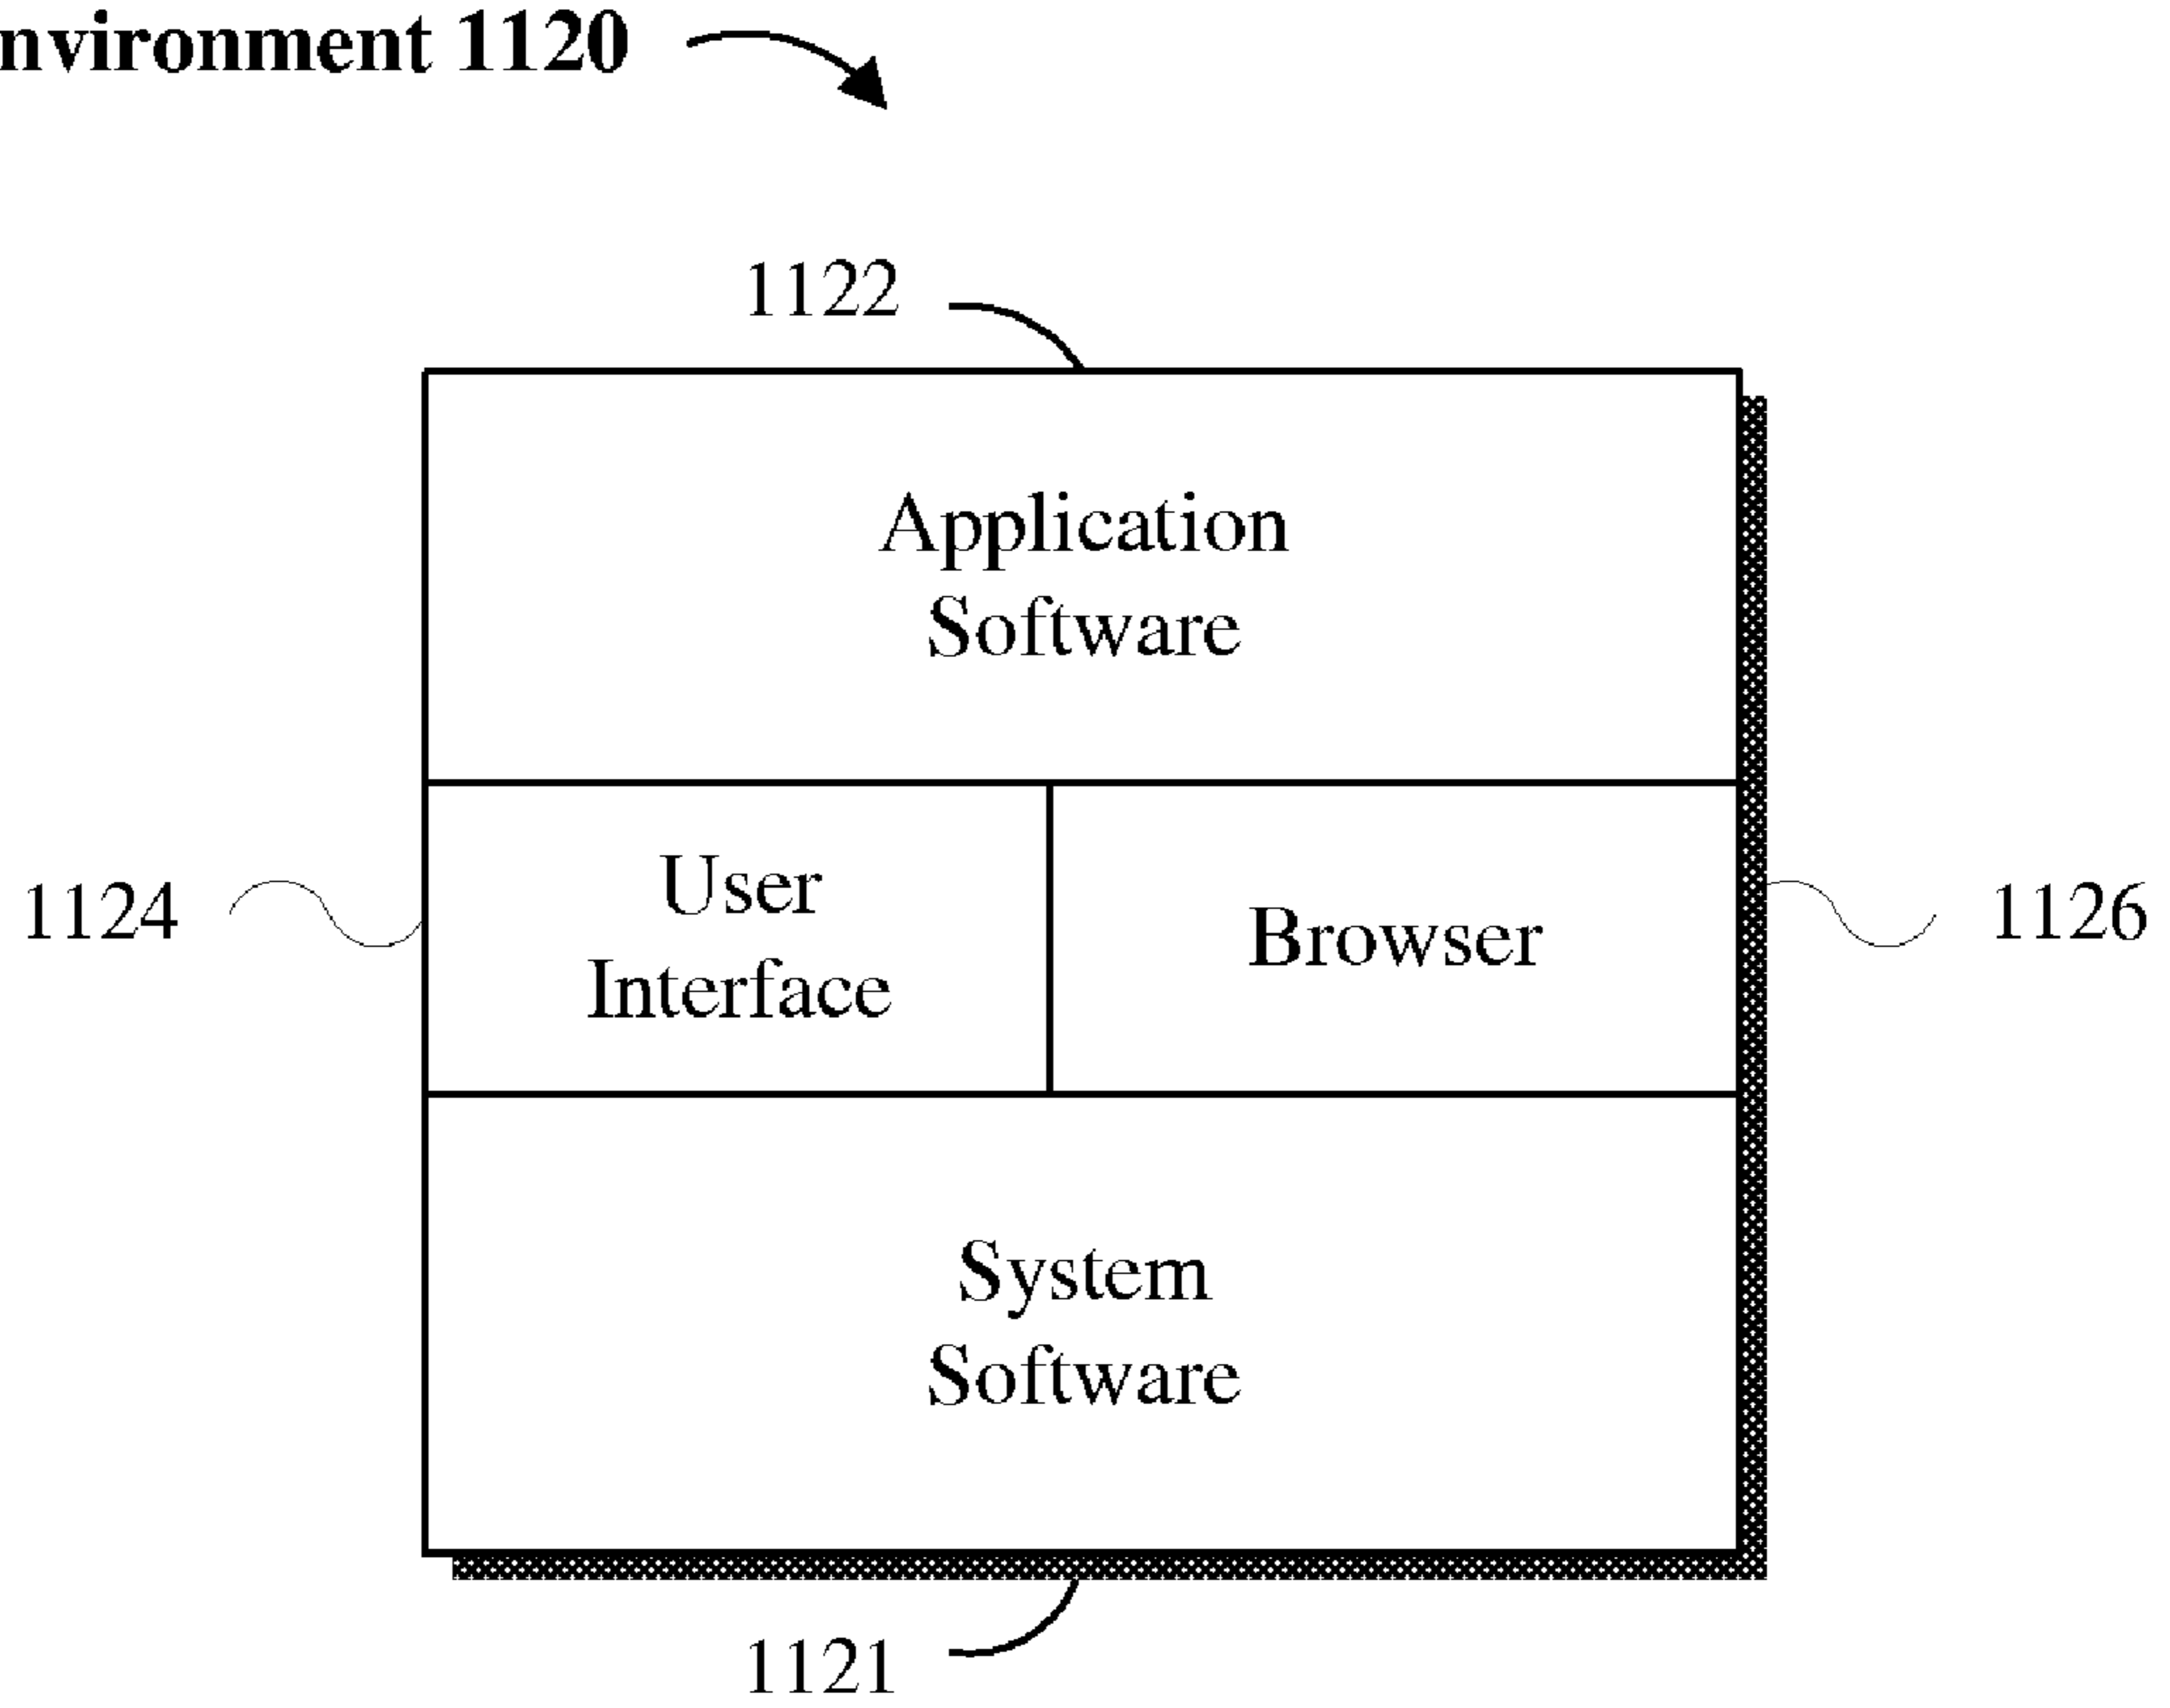 nvironment 1120
1122
Application
Software
1124
User
Interface
Browser
1126
System
Software
1121